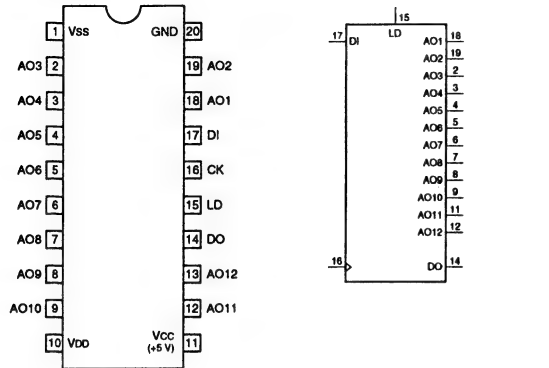 1 VSS GND 20
AO3 2 19 AO2
AO4 3 18 AO1
AO5 4 17 DI
AO6 5 16 CK
AO7 6 15 LD
AO8 7 14 DO
AO9 8 13 AO12
AO10 9 12 AO11
10 VDD VCC (+5 V) 11
15
LD
17 DI AO1 18
AO2 19
AO3 2
AO4 3
AO5 4
AO6 5
AO7 6
AO8 7
AO9 8
AO10 9
AO11 11
AO12 12
16 DO 14